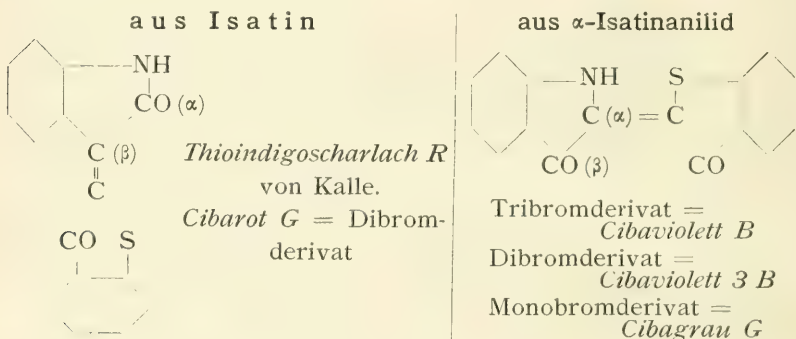 aus Isatin
NH
CO (α)
C (β)
C
CO S
Thioindigoscharlach R
von Kalle.
Cibarot G = Dibrom-
derivat
aus α-Isatinanilid
NH S
C (α) = C
CO (β) CO
Tribromderivat =
Cibaviolett B
Dibromderivat =
Cibaviolett 3 B
Monobromderivat =
Cibagrau G